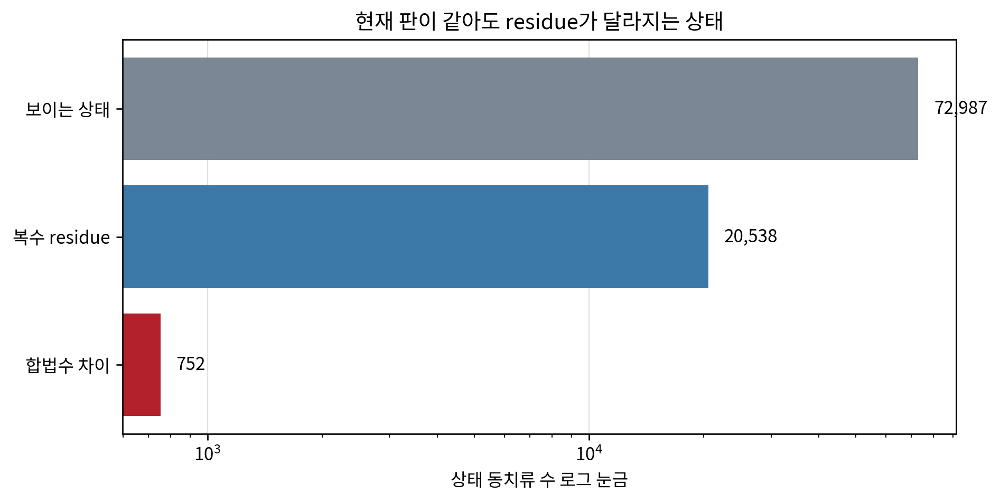 현재 판이 같아도 residue가 달라지는 상태
보이는 상태
72,987
복수 residue
20,538
합법수 차이
752
10³
10⁴
상태 동치류 수 로그 눈금